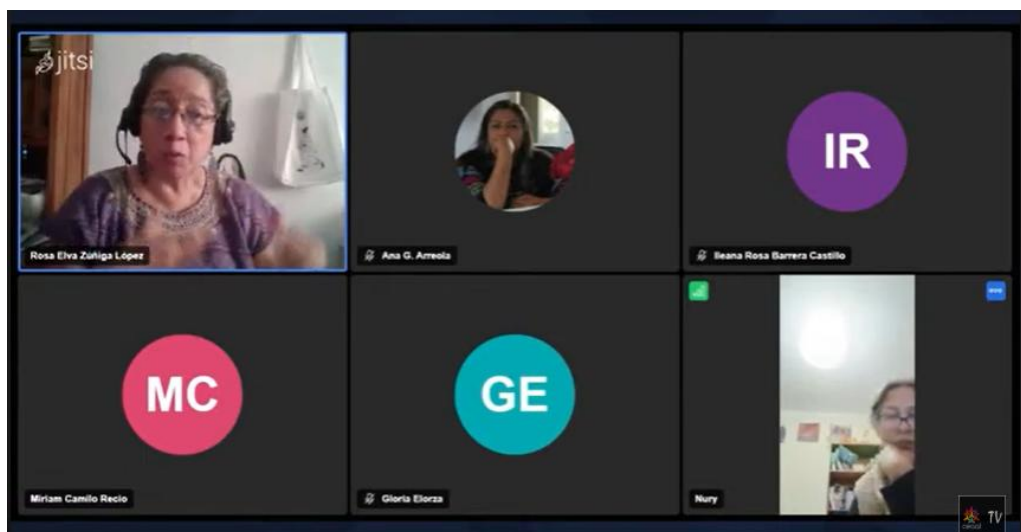 jitsi
Rosa Elva Zúñiga López
Ana G. Arreola
IR
Ileana Rosa Barrera Castillo
MC
Miriam Camilo Recio
GE
Gloria Elorza
Nury
TV